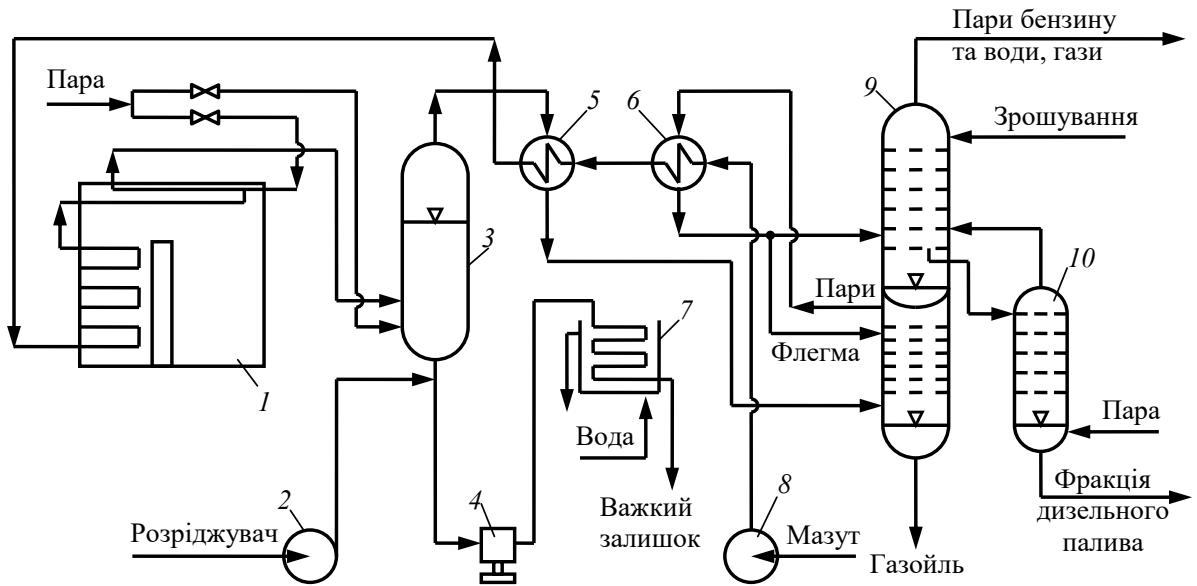 Пари бензину
та води, гази
Пара
5
6
9
Зрошування
3
10
Пари
7
Флегма
1
Вода
Пара
2
4
Важкий
залишок
8
Фракція
дизельного
палива
Розріджувач
Мазут
Газойль